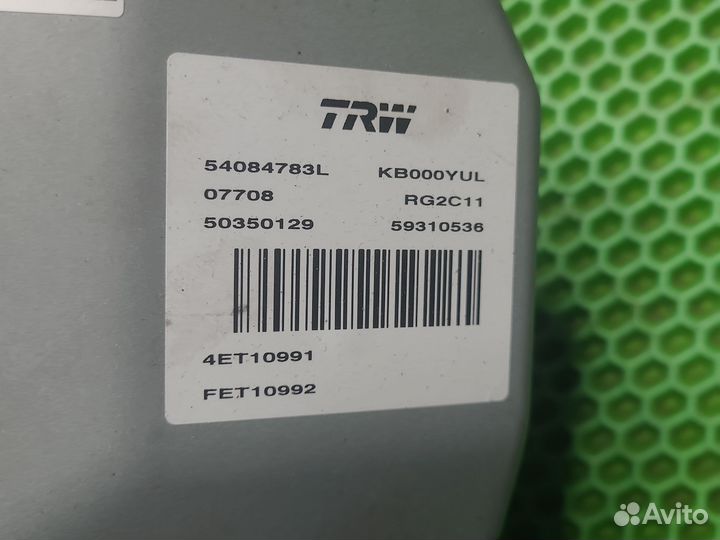 TRW
54084783L KB000YUL
07708 RG2C11
50350129 59310536
4ET10991
FET10992
Avito